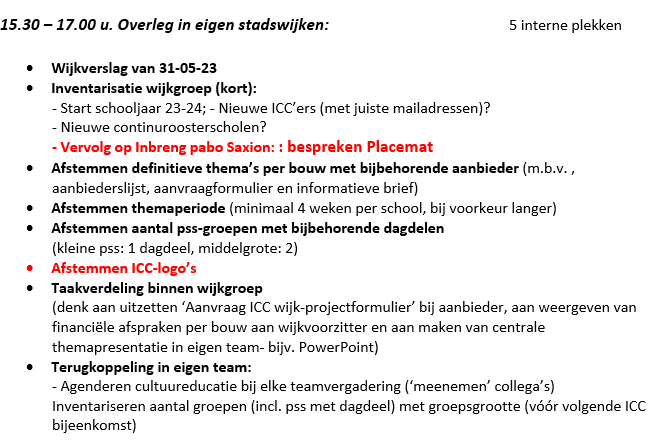 15.30 – 17.00 u. Overleg in eigen stadswijken: 5 interne plekken
• Wijkverslag van 31-05-23
• Inventarisatie wijkgroep (kort):
- Start schooljaar 23-24; - Nieuwe ICC’ers (met juiste mailadressen)?
- Nieuwe continuroosterscholen?
- Vervolg op Inbreng pabo Saxion: : bespreken Placemat
• Afstemmen definitieve thema’s per bouw met bijbehorende aanbieder (m.b.v. ,
aanbiederslijst, aanvraagformulier en informatieve brief)
• Afstemmen themaperiode (minimaal 4 weken per school, bij voorkeur langer)
• Afstemmen aantal pss-groepen met bijbehorende dagdelen
(kleine pss: 1 dagdeel, middelgrote: 2)
• Afstemmen ICC-logo’s
• Taakverdeling binnen wijkgroep
(denk aan uitzetten ‘Aanvraag ICC wijk-projectformulier’ bij aanbieder, aan weergeven van
financiële afspraken per bouw aan wijkvoorzitter en aan maken van centrale
themapresentatie in eigen team- bijv. PowerPoint)
• Terugkoppeling in eigen team:
- Agenderen cultuureducatie bij elke teamvergadering (‘meenemen’ collega’s)
Inventariseren aantal groepen (incl. pss met dagdeel) met groepsgrootte (vóór volgende ICC
bijeenkomst)